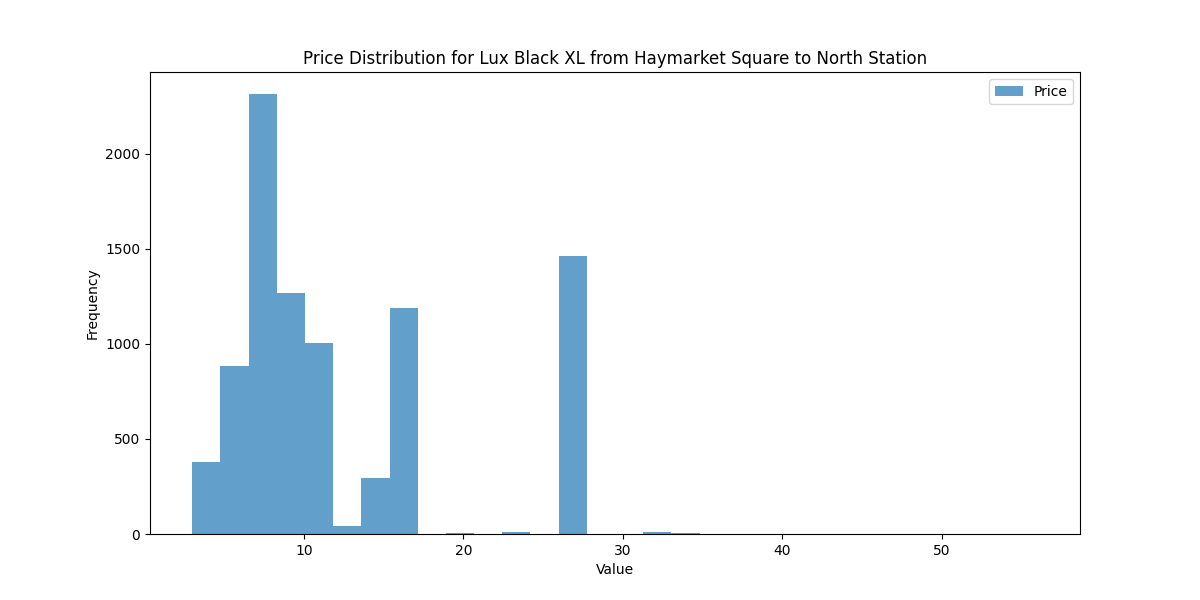 Price Distribution for Lux Black XL from Haymarket Square to North Station
Price
2000
1500
1000
500
0
Frequency
10
20
30
40
50
Value